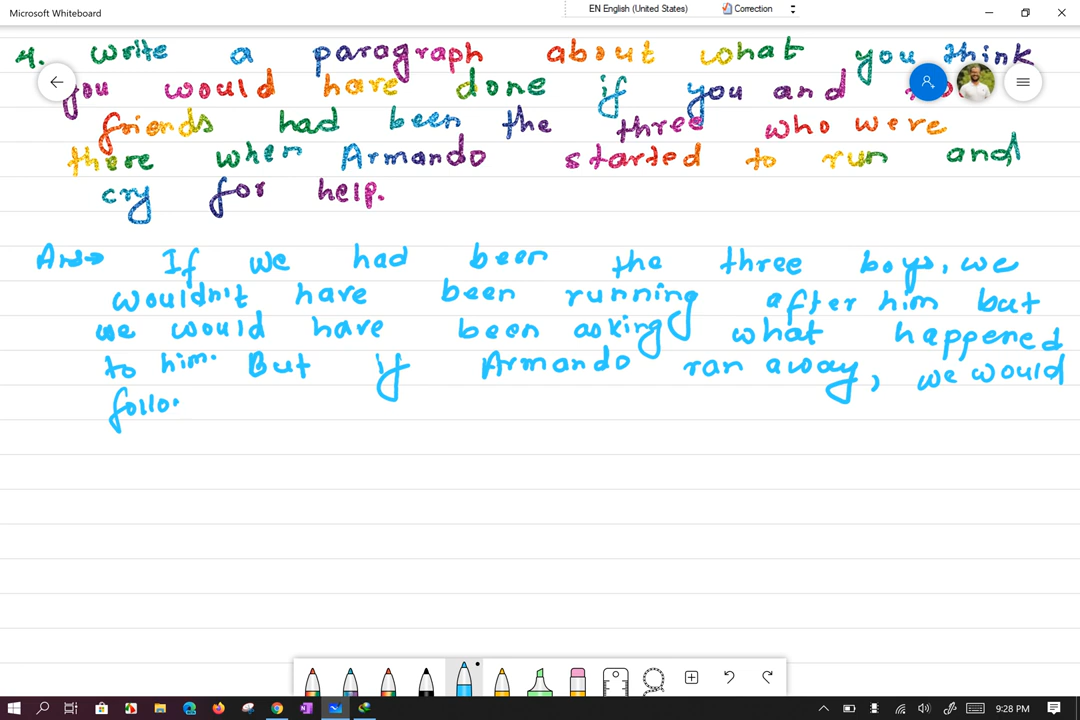 Microsoft Whiteboard
EN English (United States)
Correction
4. write a paragraph about what you think
you would have done if you and
friends had been the three who were
there when Armando started to run and
cry for help.
Ans→ If we had been the three boys, we
wouldn't have been running after him but
we would have been asking what happened
to him. But if Armando ran away, we would
follo
9:28 PM